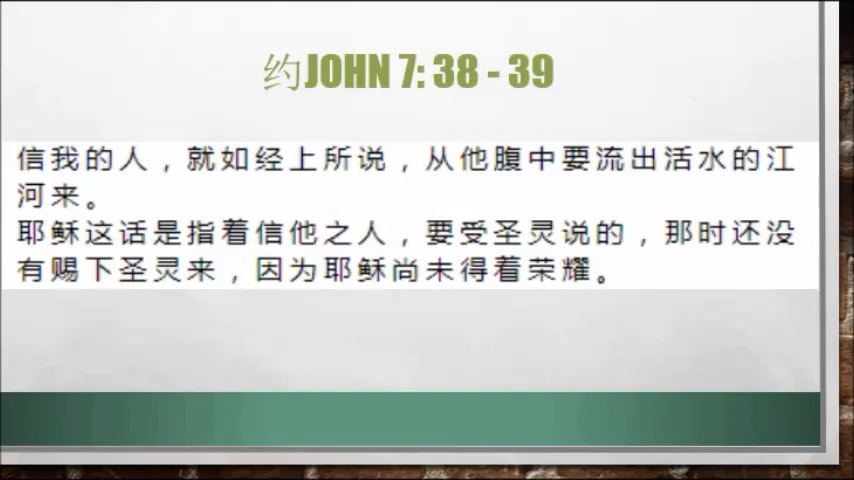 约JOHN 7: 38 - 39
信我的人，就如经上所说，从他腹中要流出活水的江
河来。
耶稣这话是指着信他之人，要受圣灵说的，那时还没
有赐下圣灵来，因为耶稣尚未得着荣耀。